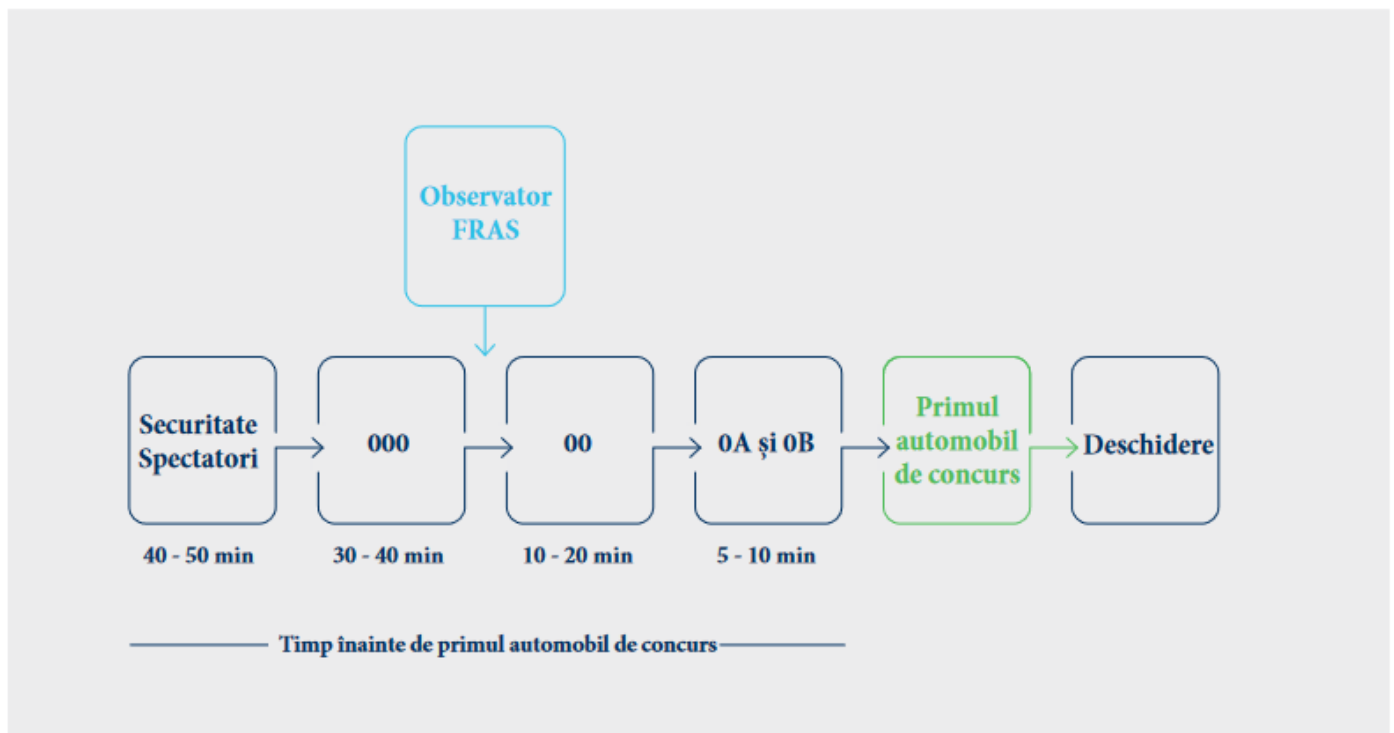 Observator
FRAS
Securitate
Spectatori
000
00
0A și 0B
Primul
automobil
de concurs
Deschidere
40 - 50 min
30 - 40 min
10 - 20 min
5 - 10 min
Timp înainte de primul automobil de concurs